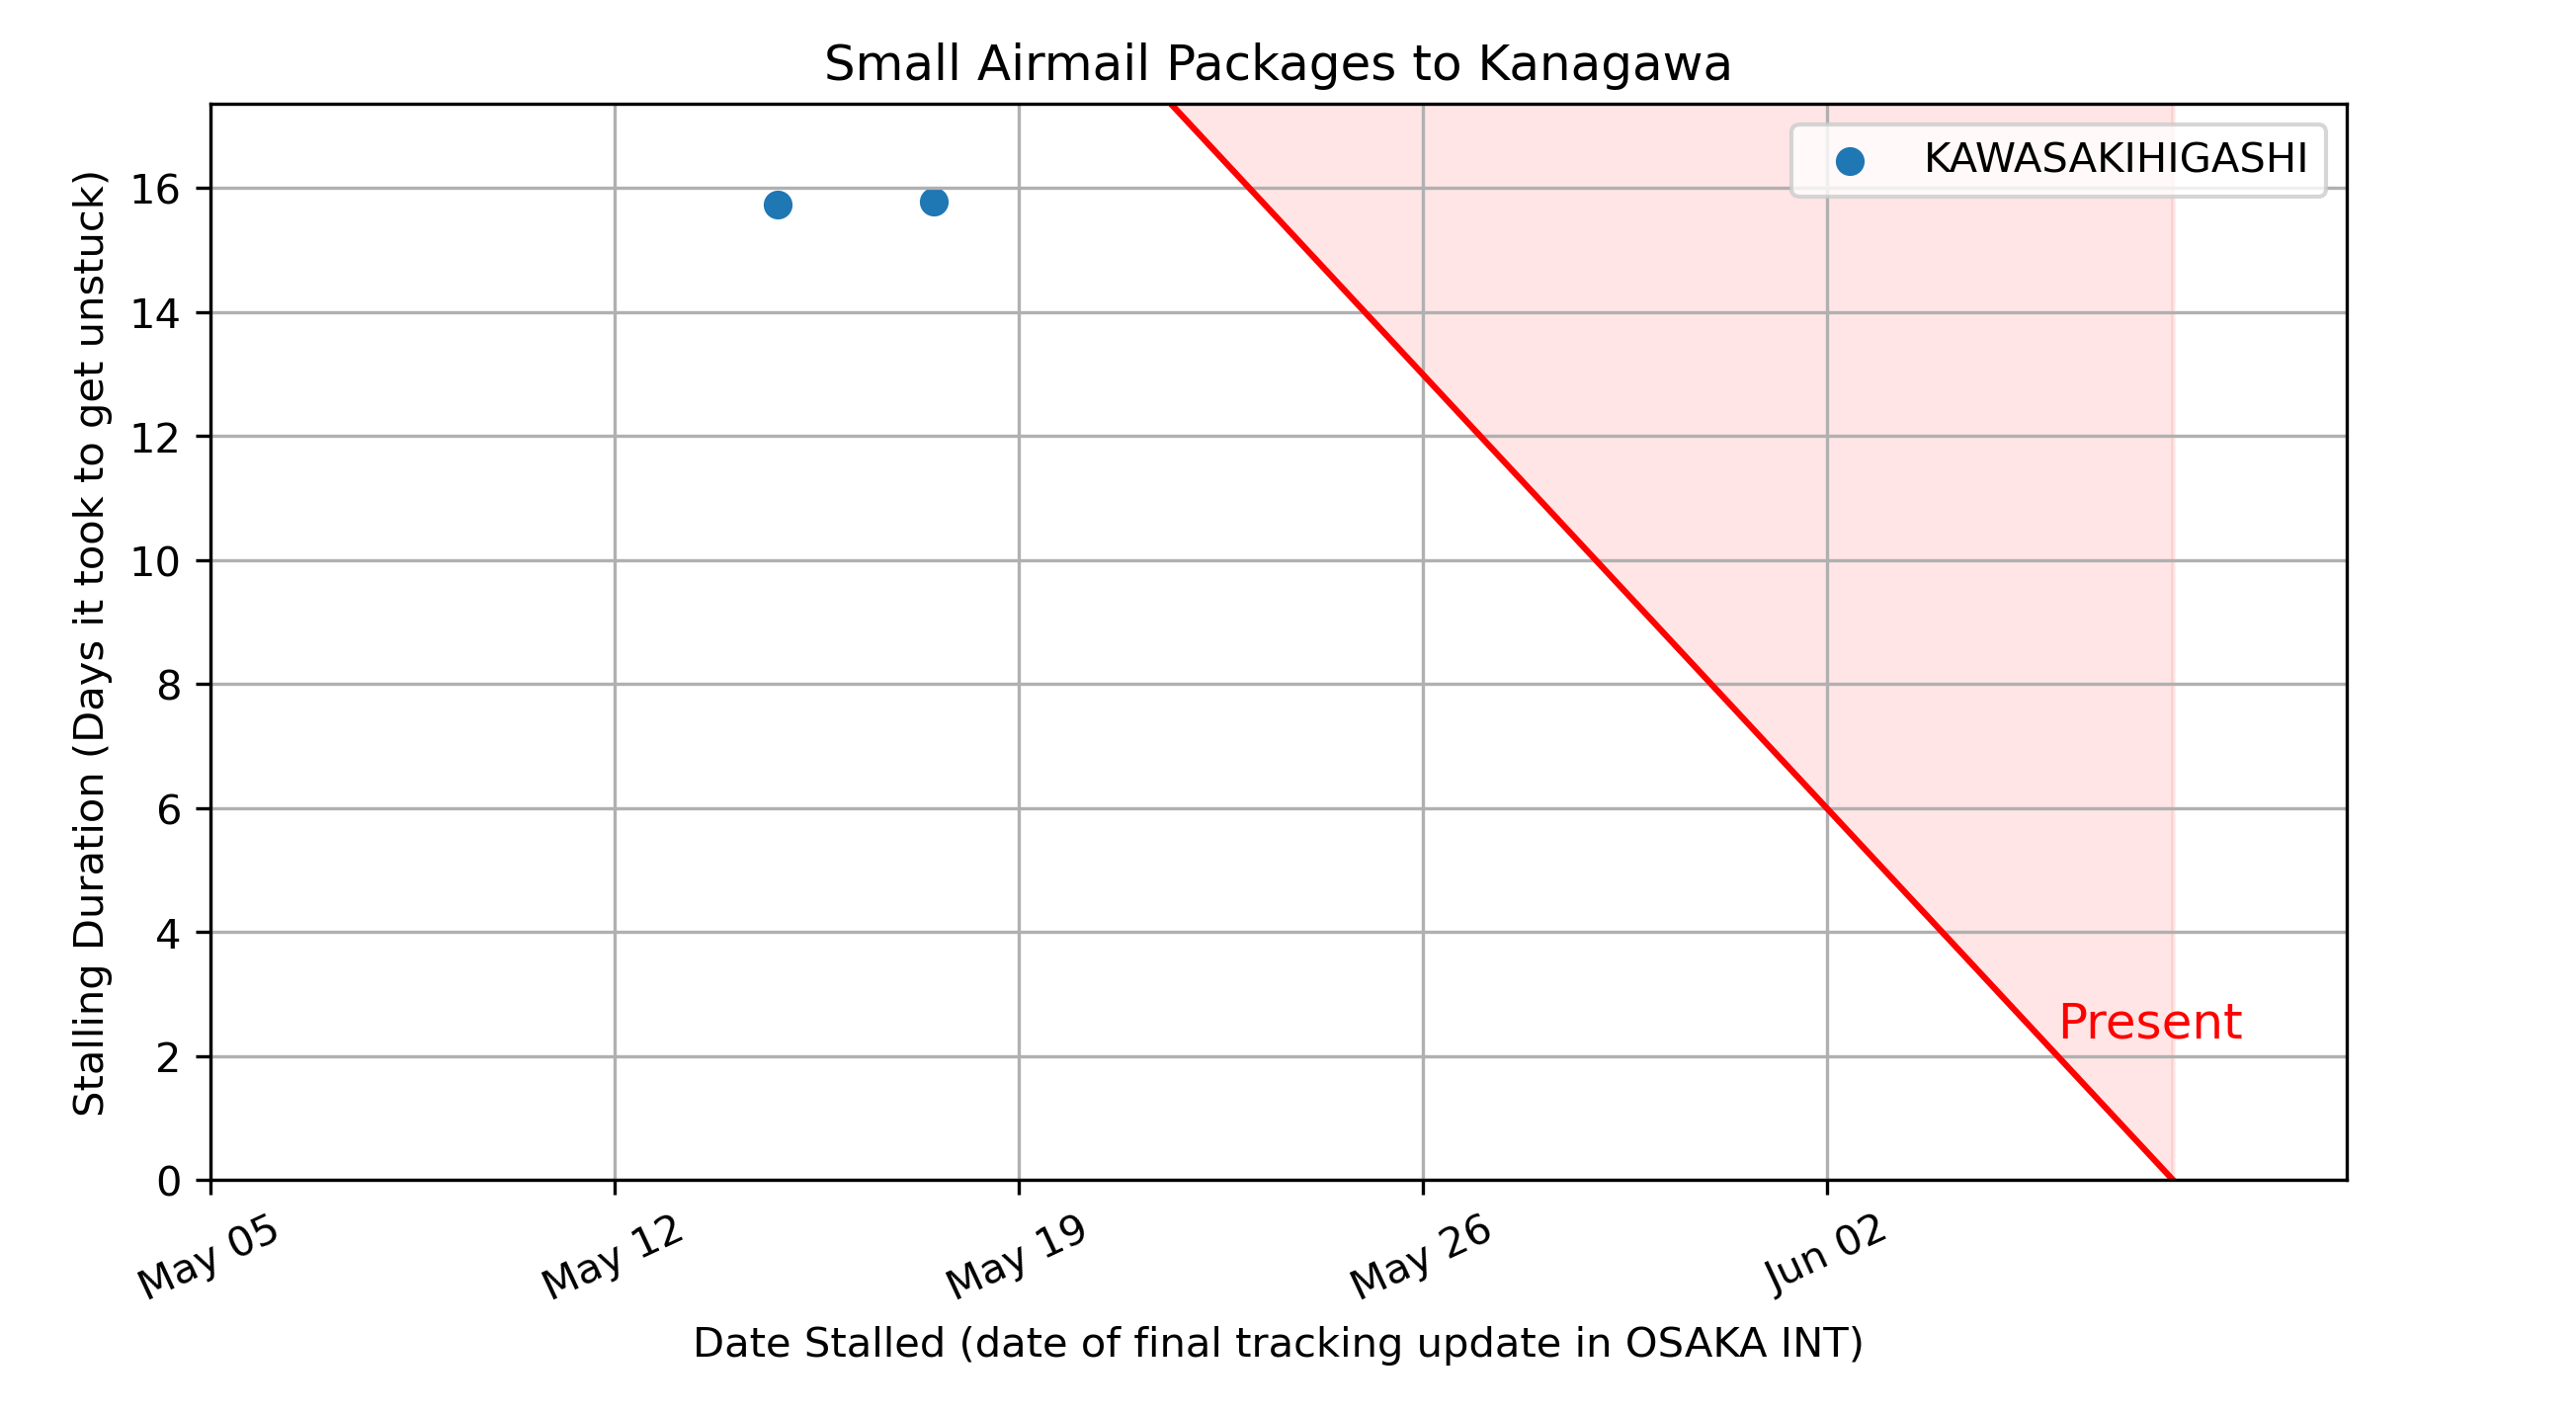 Small Airmail Packages to Kanagawa
KAWASAKIHIGASHI
Stalling Duration (Days it took to get unstuck)
16
14
12
10
8
6
4
2
0
Present
May 05
May 12
May 19
May 26
Jun 02
Date Stalled (date of final tracking update in OSAKA INT)